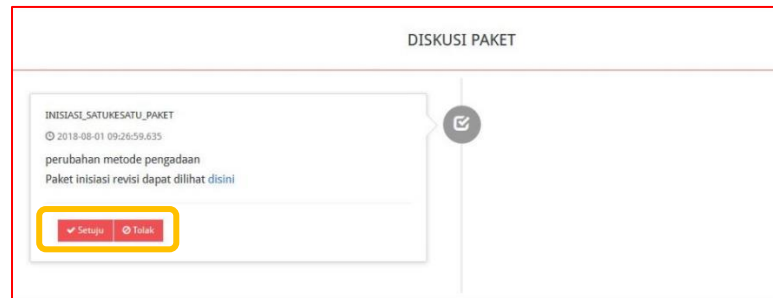 DISKUSI PAKET
INISIASI_SATUKESATU_PAKET
2018-08-01 09:26:59.635
perubahan metode pengadaan
Paket inisiasi revisi dapat dilihat disini
Setuju Tolak